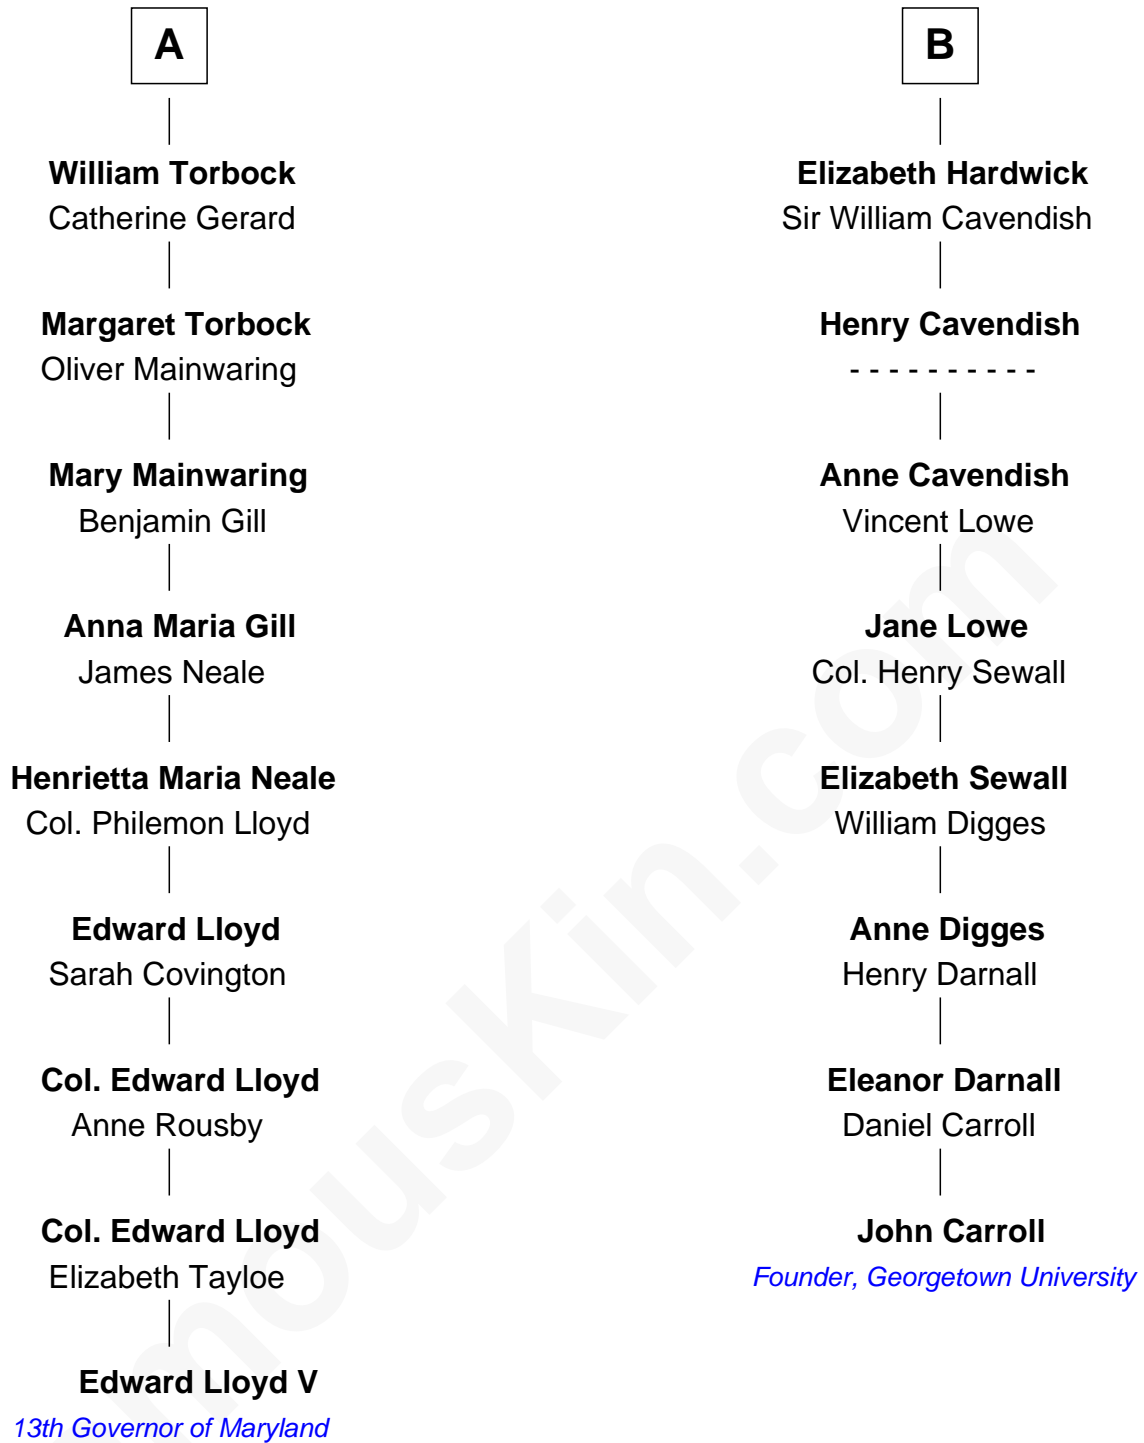 A
William Torbock
Catherine Gerard
Margaret Torbock
Oliver Mainwaring
Mary Mainwaring
Benjamin Gill
Anna Maria Gill
James Neale
Henrietta Maria Neale
Col. Philemon Lloyd
Edward Lloyd
Sarah Covington
Col. Edward Lloyd
Anne Rousby
Col. Edward Lloyd
Elizabeth Tayloe
Edward Lloyd V
13th Governor of Maryland
B
Elizabeth Hardwick
Sir William Cavendish
Henry Cavendish
- - - - - - - - - -
Anne Cavendish
Vincent Lowe
Jane Lowe
Col. Henry Sewall
Elizabeth Sewall
William Digges
Anne Digges
Henry Darnall
Eleanor Darnall
Daniel Carroll
John Carroll
Founder, Georgetown University
mouskin.com